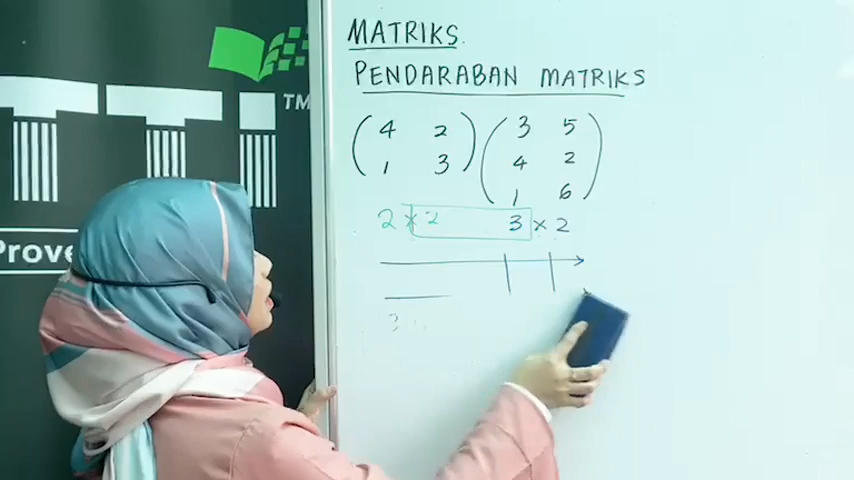 MATRIKS.
PENDARABAN MATRIKS
4 2
1 3
3 5
4 2
1 6
2 x 2 3 x 2
TTi TM
Prove